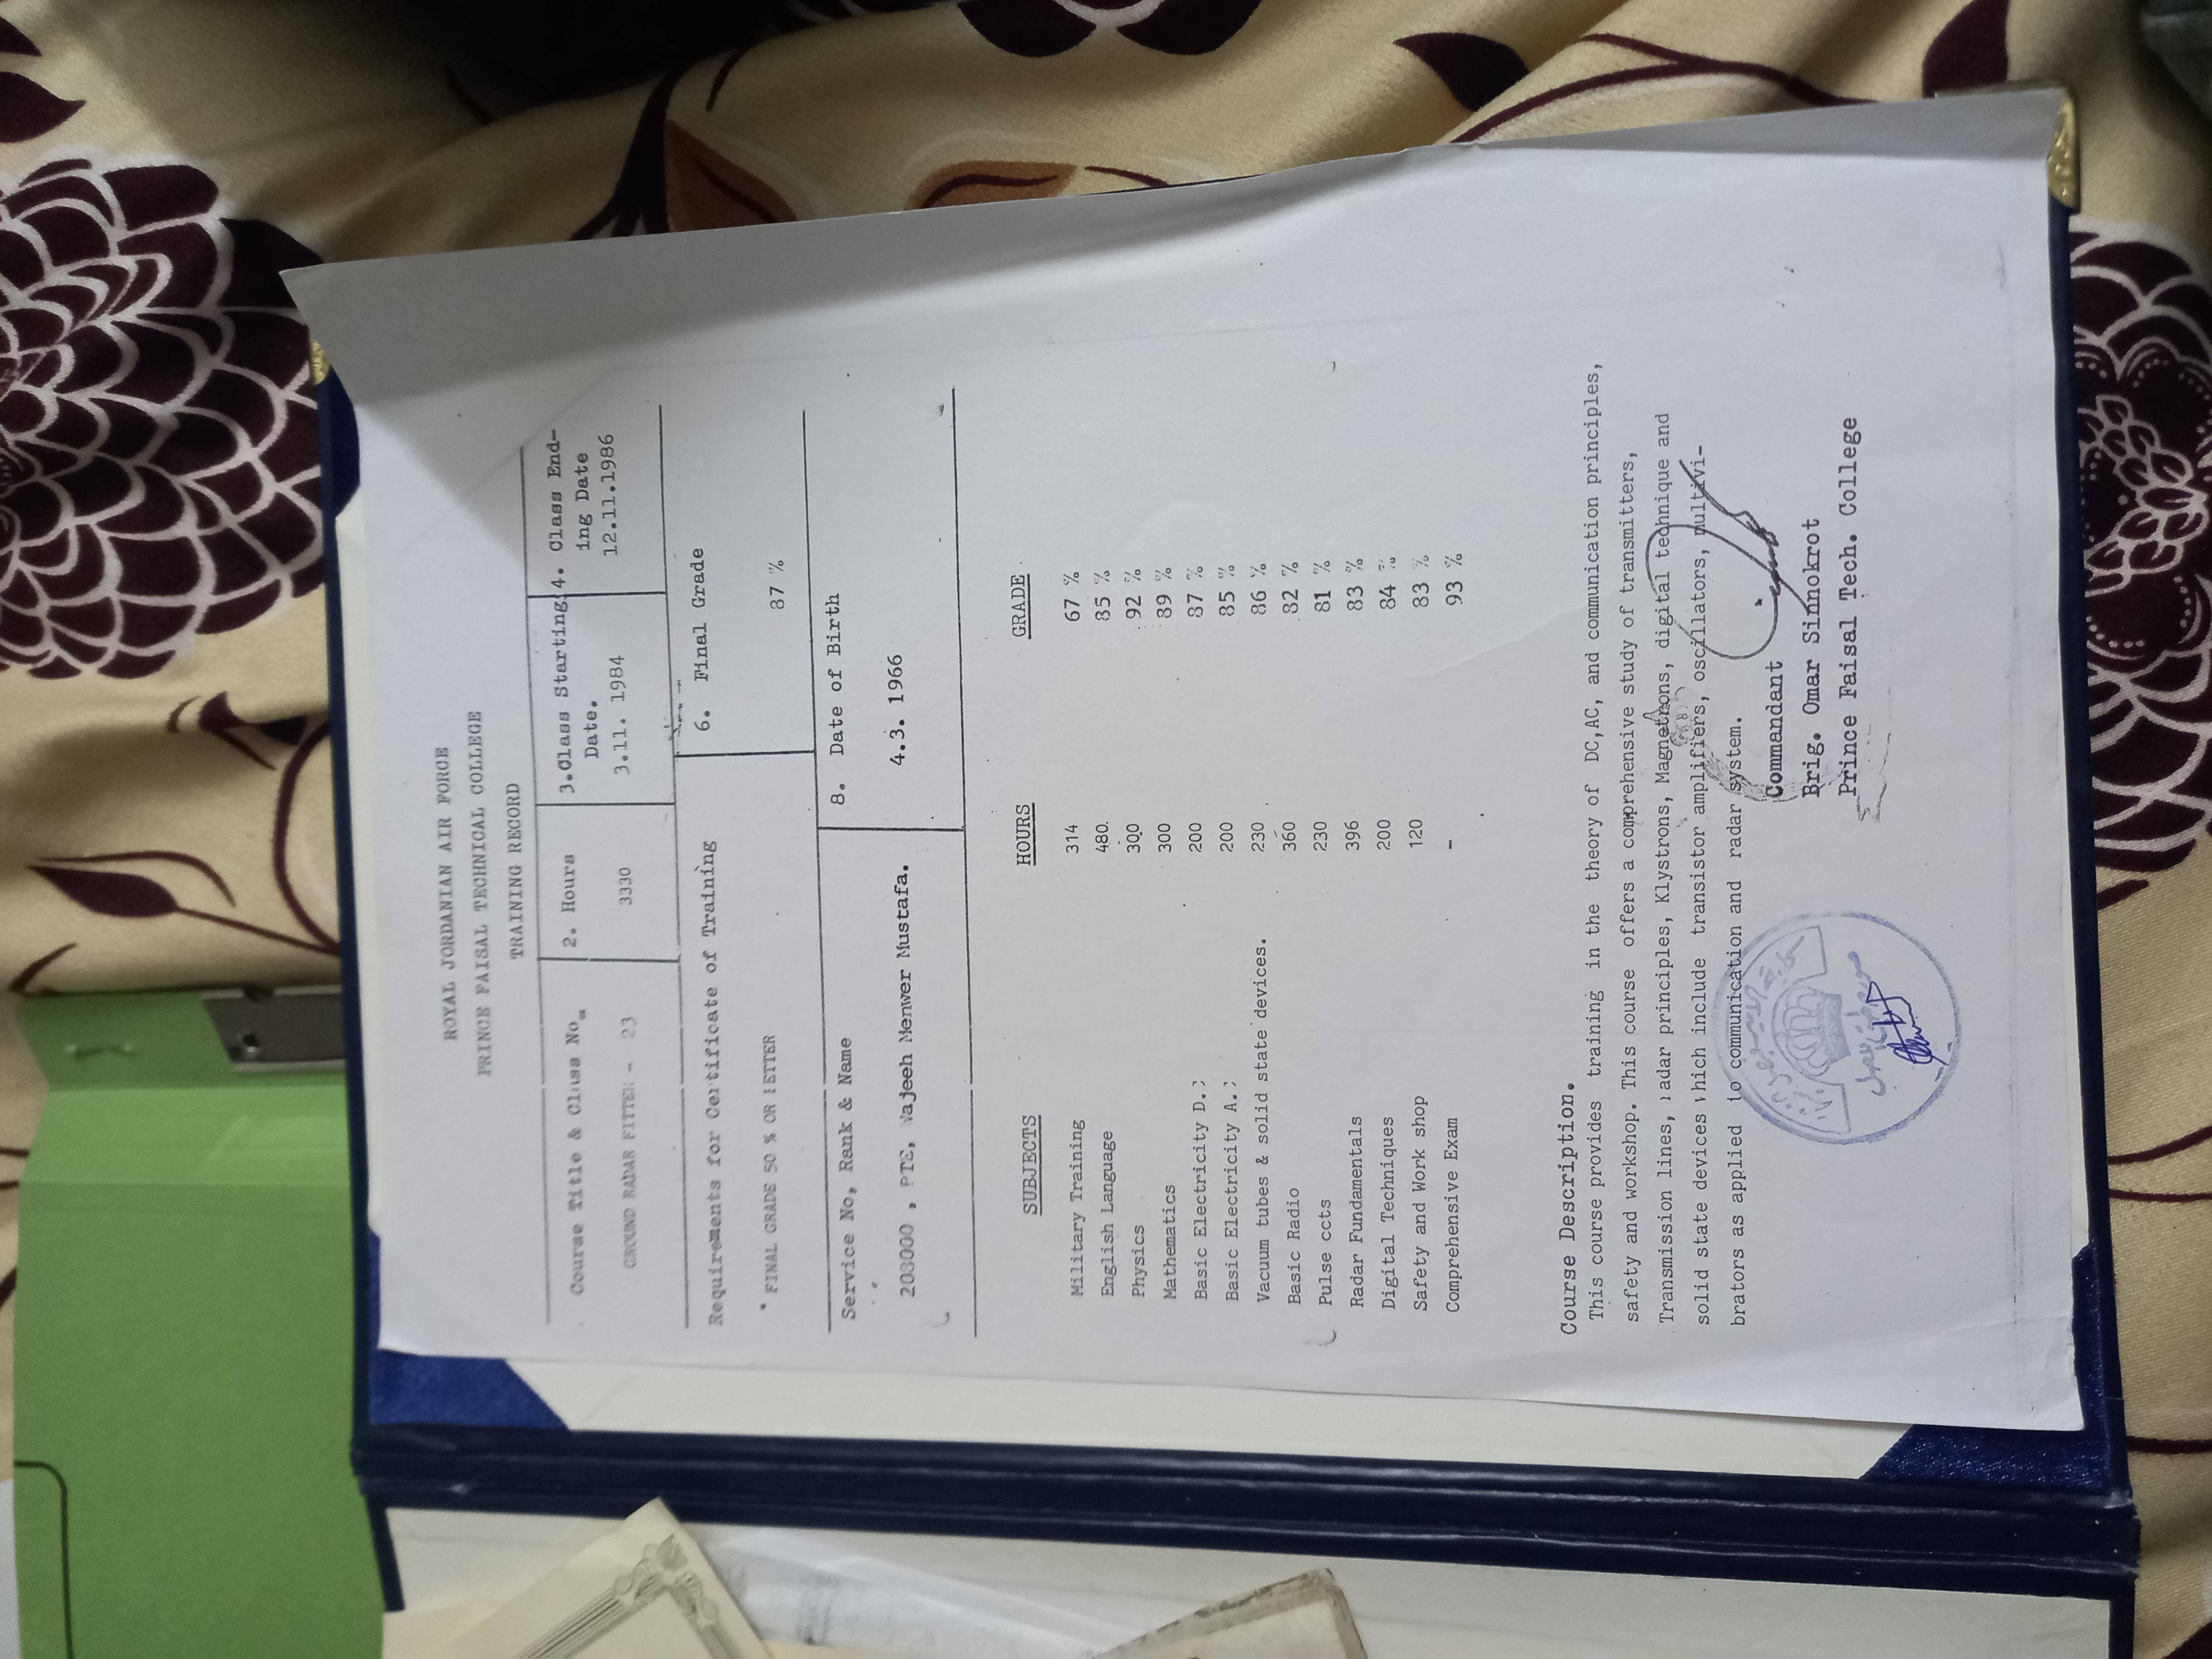 ROYAL JORDANIAN AIR FORCE
PRINCE FAISAL TECHNICAL COLLEGE
TRAINING RECORD
Course Title & Class No.
2. Hours
3.Class Starting Date.
4. Class End-
ing Date
GROUND RADAR FITTER - 23
3330
3.11. 1984
12.11.1986
Requirements for Certificate of Training
6. Final Grade
FINAL GRADE 50 % OR BETTER
87 %
Service No, Rank & Name
8. Date of Birth
203000 , PTE, Wajeeh Menwer Mustafa.
4.3. 1966
SUBJECTS HOURS GRADE
Military Training 314 67 %
English Language 480. 85 %
Physics 300 92 %
Mathematics 300 89 %
Basic Electricity D.C 200 87 %
Basic Electricity A.C 200 85 %
Vacuum tubes & solid state devices. 230 86 %
Basic Radio 360 82 %
Pulse ccts 230 81 %
Radar Fundamentals 396 83 %
Digital Techniques 200 84 %
Safety and Work shop 120 83 %
Comprehensive Exam - 93 %
Course Description.
This course provides training in the theory of DC,AC, and communication principles,
safety and workshop. This course offers a comprehensive study of transmitters,
Transmission lines, radar principles, Klystrons, Magnetrons, digital technique and
solid state devices which include transistor amplifiers, oscillators, multivi-
brators as applied to communication and radar system.
Commandant
Brig. Omar Sinnokrot
Prince Faisal Tech. College
صورة طبق الاصل